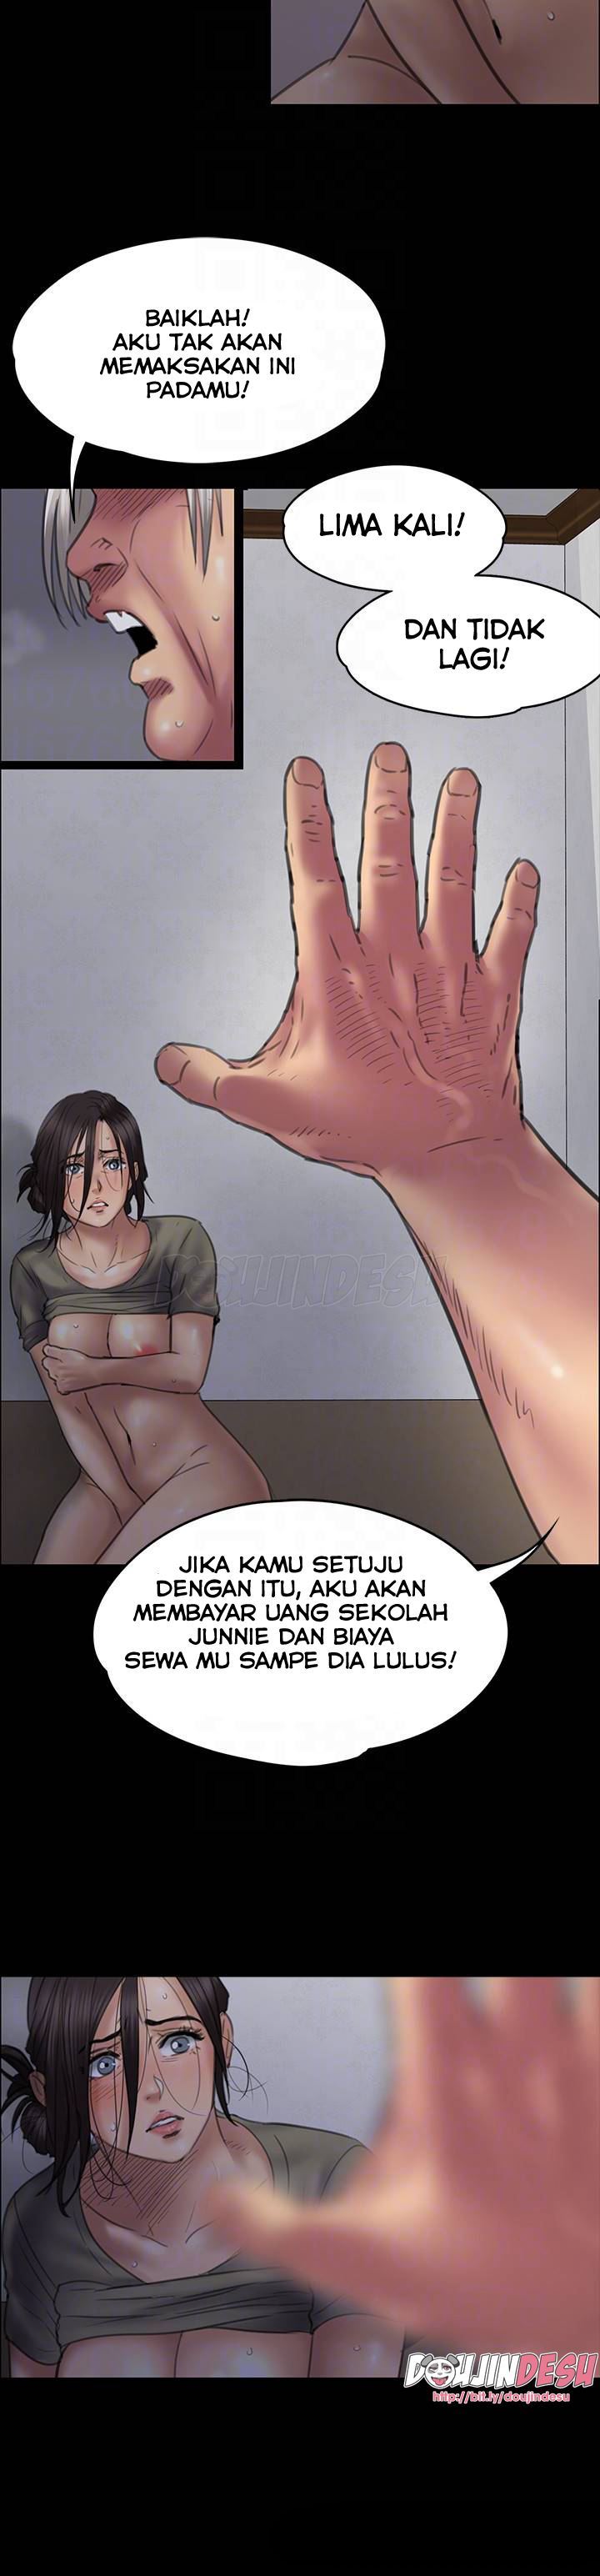 BAIKLAH!
AKU TAK AKAN
MEMAKSAKAN INI
PADAMU!
LIMA KALI!
DAN TIDAK
LAGI!
DOUJINDESU
JIKA KAMU SETUJU
DENGAN ITU, AKU AKAN
MEMBAYAR UANG SEKOLAH
JUNNIE DAN BIAYA
SEWA MU SAMPE DIA LULUS!
DOUJINDESU
http://bit.ly/doujindesu